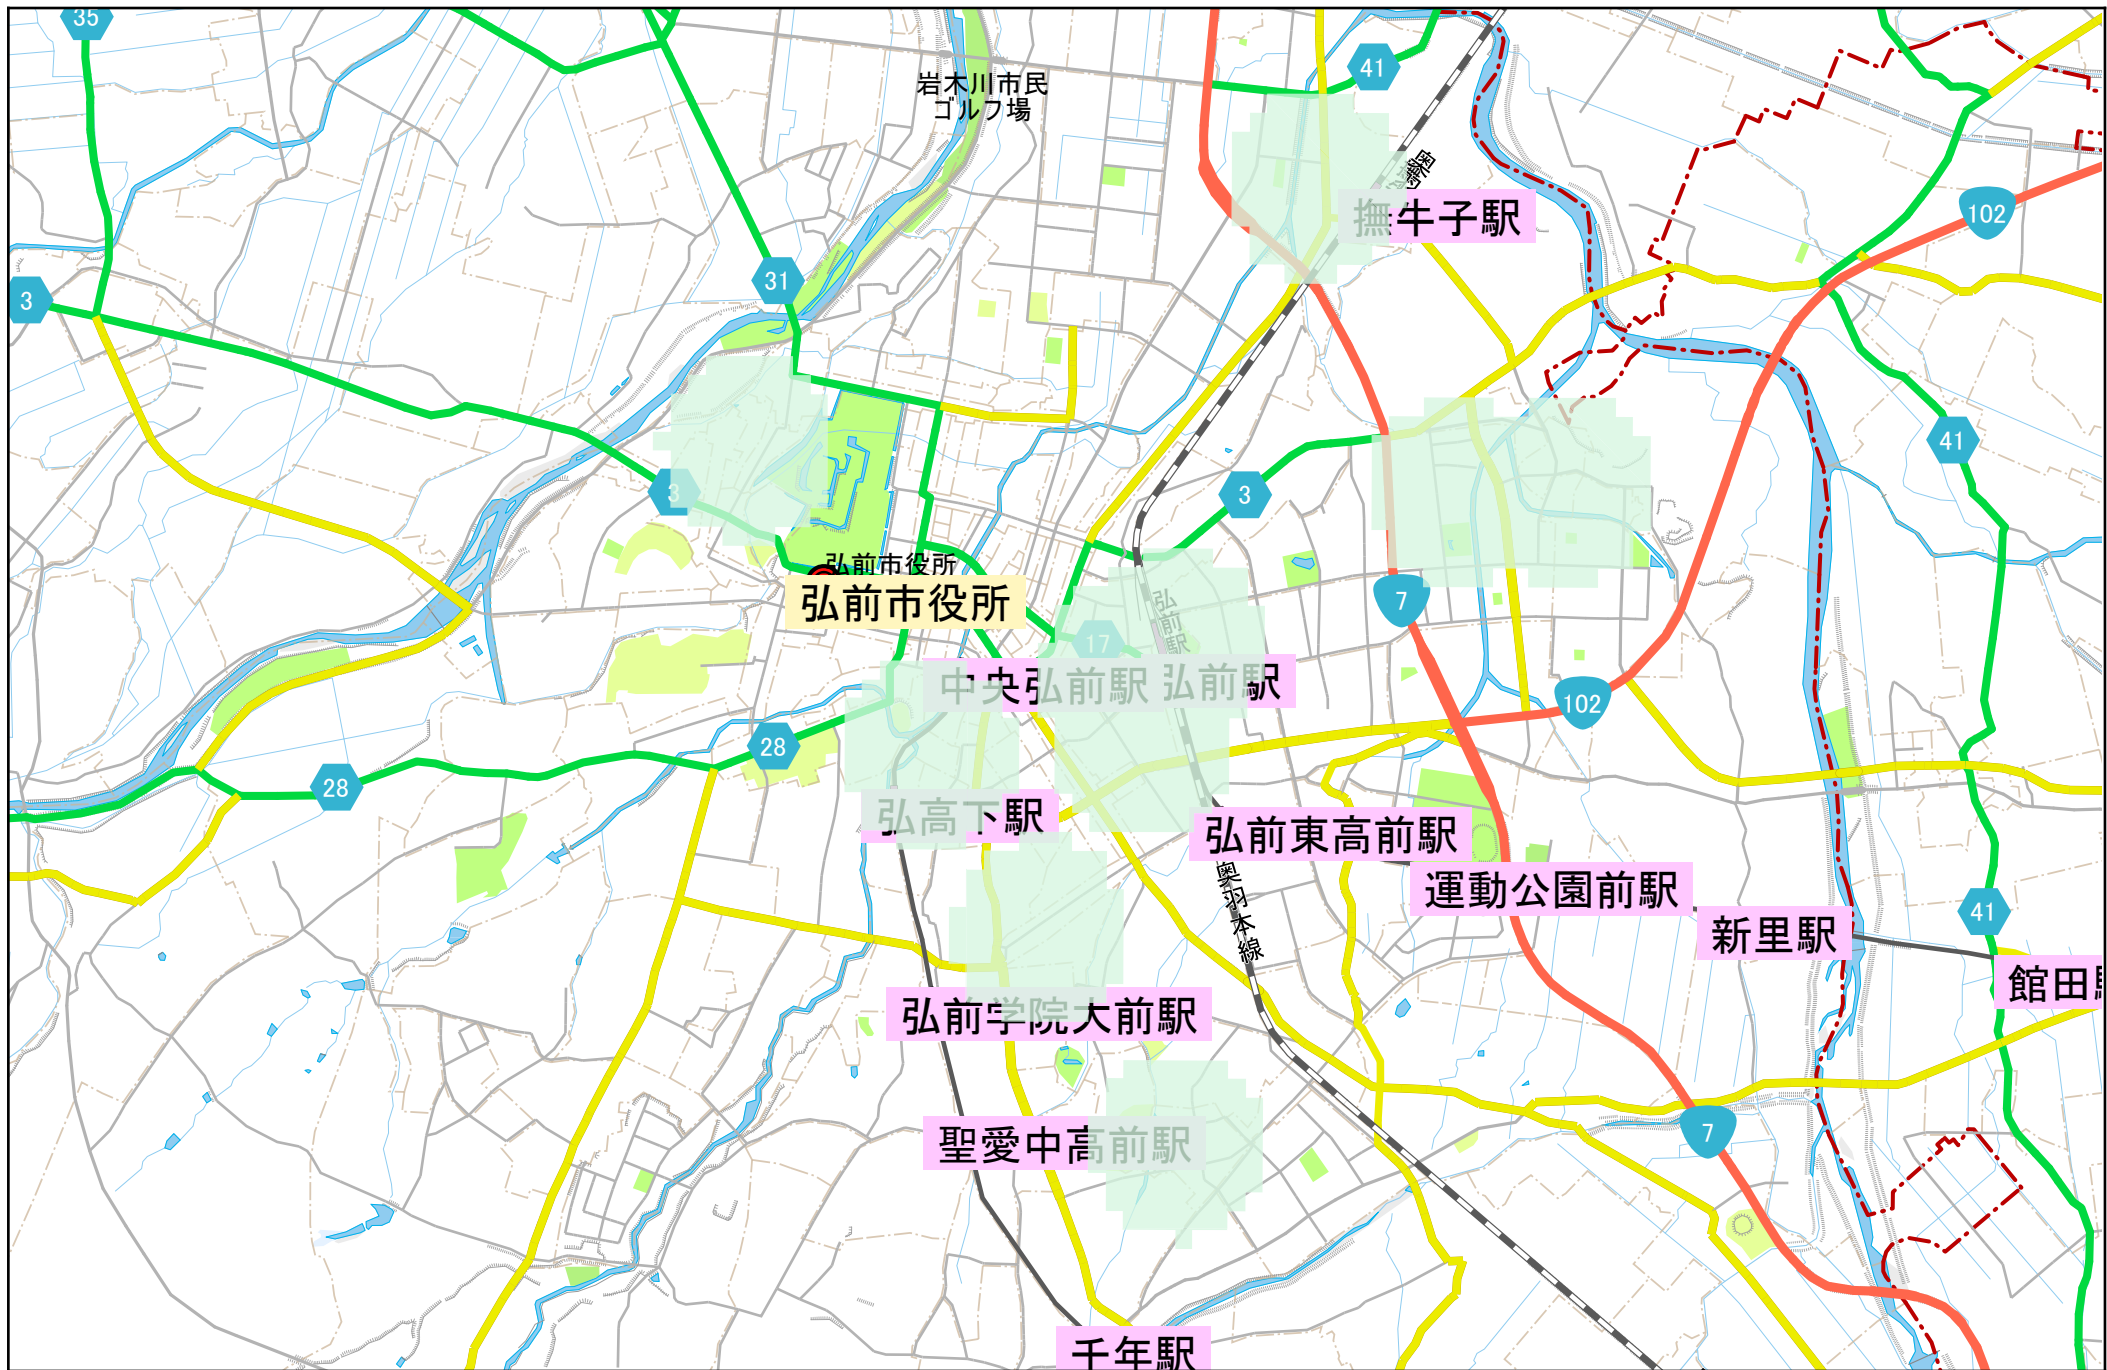 35
岩木川市民
ゴルフ場
41
102
撫牛子駅
31
3
3
3
41
弘前市役所
弘前市役所
7
17
弘前駅
中央弘前駅
弘前駅
102
28
28
弘高下駅
弘前東高前駅
運動公園前駅
奥羽本線
新里駅
41
館田
弘前学院大前駅
聖愛中高前駅
7
千年駅